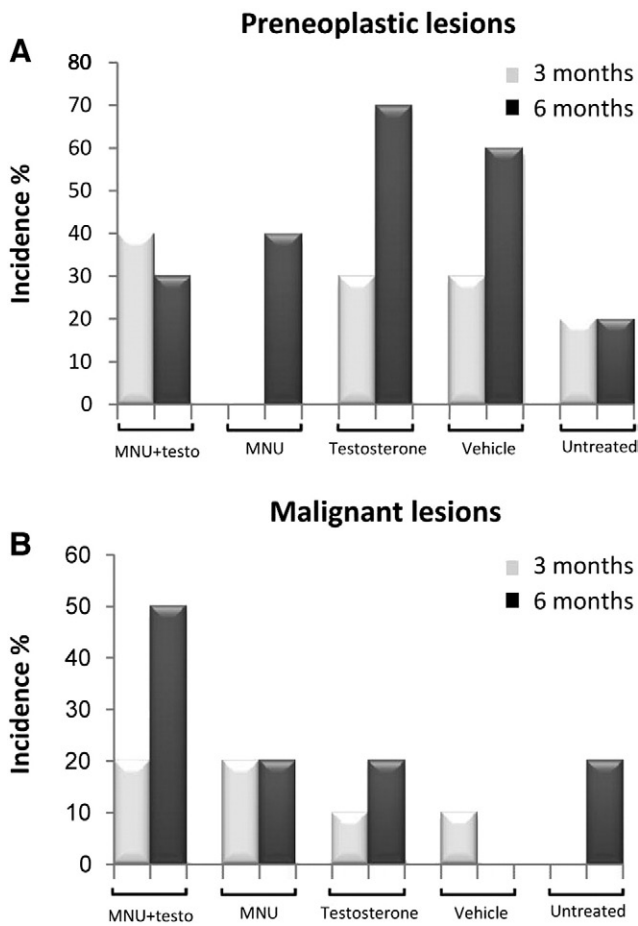 Preneoplastic lesions
A
80
70
60
50
40
30
20
10
0
Incidence %
3 months
6 months
MNU+testo MNU Testosterone Vehicle Untreated
Malignant lesions
B
60
50
40
30
20
10
0
Incidence %
3 months
6 months
MNU+testo MNU Testosterone Vehicle Untreated